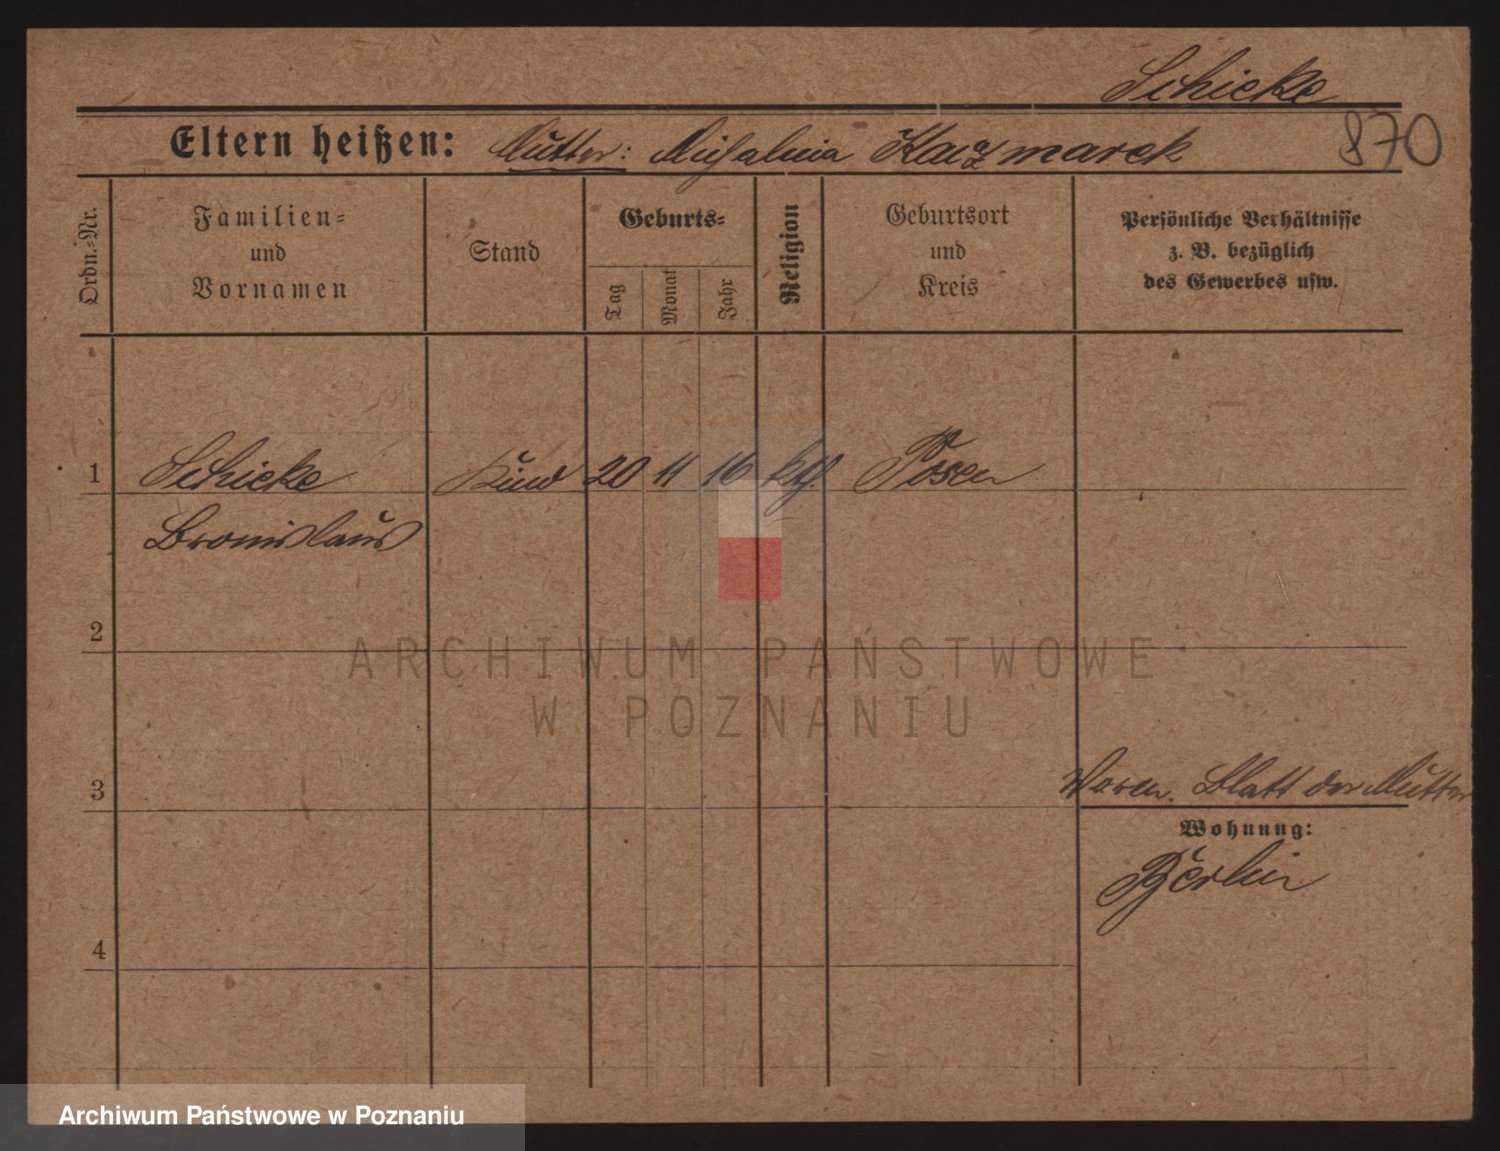 Schicke
Eltern heißen: Mutter: Michalina Kaczmarek
870
Ordn.-Nr.
Familien-
und
Vornamen
Stand
Geburts-
Tag
Monat
Jahr
Religion
Geburtsort
und
Kreis
Persönliche Verhältnisse
z. B. bezüglich
des Gewerbes usw.
1 Schicke Kind 20 11 16 kth. Posen
Bronislaus
2
ARCHIWUM PAŃSTWOWE
W POZNANIU
3
Blatt der Mutter
Wohnung:
Berlin
4
Archiwum Państwowe w Poznaniu